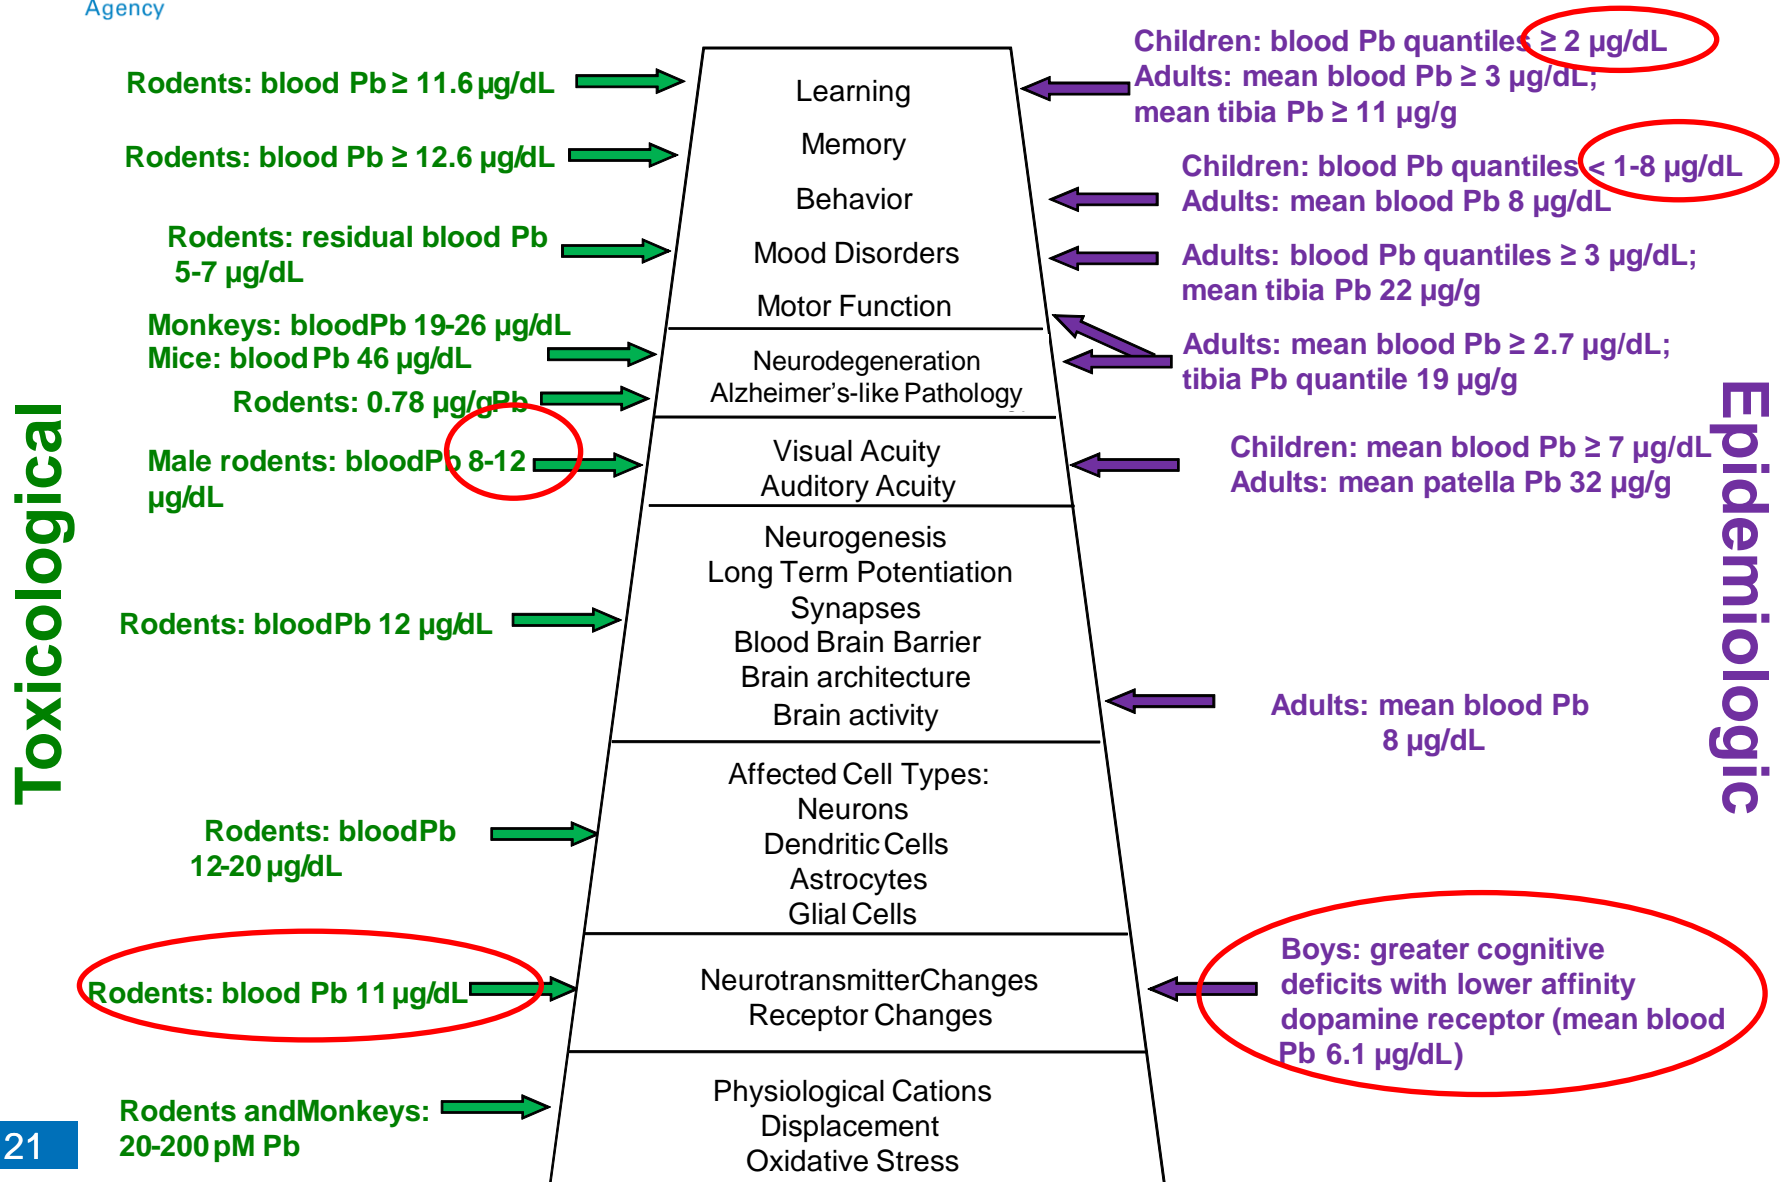 Agency
Rodents: blood Pb ≥ 11.6 µg/dL
Rodents: blood Pb ≥ 12.6 µg/dL
Rodents: residual blood Pb
5-7 µg/dL
Monkeys: bloodPb 19-26 µg/dL
Mice: blood Pb 46 µg/dL
Rodents: 0.78 µg/gPb
Male rodents: bloodPb 8-12
µg/dL
Rodents: bloodPb 12 µg/dL
Rodents: bloodPb
12-20 µg/dL
Rodents: blood Pb 11 µg/dL
Rodents andMonkeys:
20-200 pM Pb
Toxicological
21
Learning
Memory
Behavior
Mood Disorders
Motor Function
Neurodegeneration
Alzheimer's-like Pathology
Visual Acuity
Auditory Acuity
Neurogenesis
Long Term Potentiation
Synapses
Blood Brain Barrier
Brain architecture
Brain activity
Affected Cell Types:
Neurons
Dendritic Cells
Astrocytes
Glial Cells
NeurotransmitterChanges
Receptor Changes
Physiological Cations
Displacement
Oxidative Stress
Children: blood Pb quantiles ≥ 2 µg/dL
Adults: mean blood Pb ≥ 3 µg/dL;
mean tibia Pb ≥ 11 µg/g
Children: blood Pb quantiles < 1-8 µg/dL
Adults: mean blood Pb 8 µg/dL
Adults: blood Pb quantiles ≥ 3 µg/dL;
mean tibia Pb 22 µg/g
Adults: mean blood Pb ≥ 2.7 µg/dL;
tibia Pb quantile 19 µg/g
Children: mean blood Pb ≥ 7 µg/dL
Adults: mean patella Pb 32 µg/g
Adults: mean blood Pb
8 µg/dL
Boys: greater cognitive
deficits with lower affinity
dopamine receptor (mean blood
Pb 6.1 µg/dL)
Epidemiologic